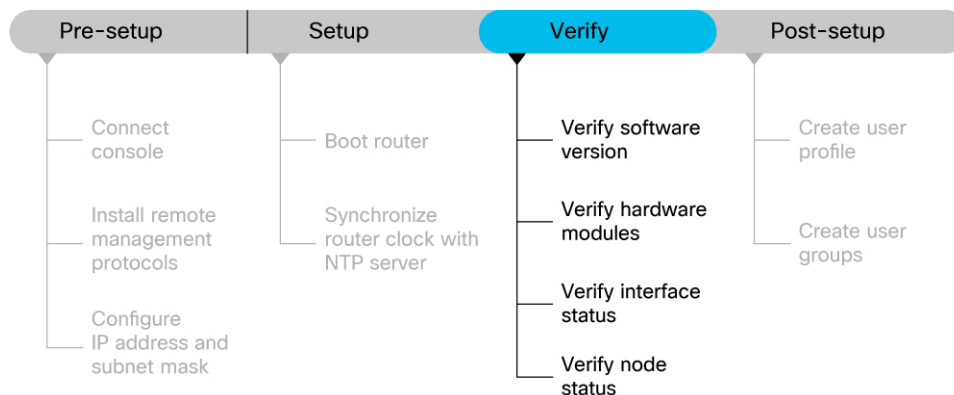 Pre-setup
Setup
Verify
Post-setup
Connect
console
Install remote
management
protocols
Configure
IP address and
subnet mask
Boot router
Synchronize
router clock with
NTP server
Verify software
version
Verify hardware
modules
Verify interface
status
Verify node
status
Create user
profile
Create user
groups